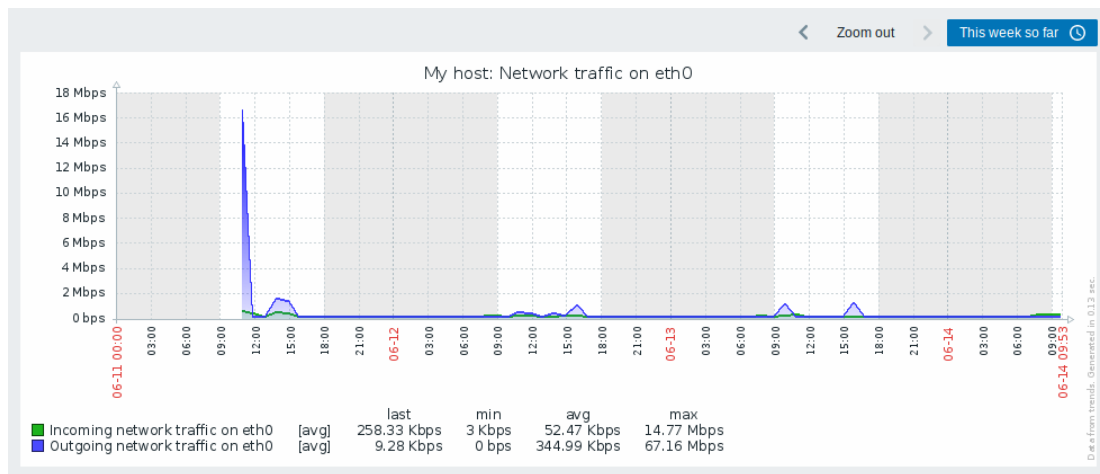 Zoom out
This week so far
My host: Network traffic on eth0
18 Mbps
16 Mbps
14 Mbps
12 Mbps
10 Mbps
8 Mbps
6 Mbps
4 Mbps
2 Mbps
0 bps
06-11 00:00
03:00
06:00
09:00
12:00
15:00
18:00
21:00
06-12
03:00
06:00
09:00
12:00
15:00
18:00
21:00
06-13
03:00
06:00
09:00
12:00
15:00
18:00
21:00
06-14
03:00
06:00
09:00
06-14 09:53
last min avg max
Incoming network traffic on eth0 [avg] 258.33 Kbps 3 Kbps 52.47 Kbps 14.77 Mbps
Outgoing network traffic on eth0 [avg] 9.28 Kbps 0 bps 344.99 Kbps 67.16 Mbps
Data from trends. Generated in 0.13 sec.